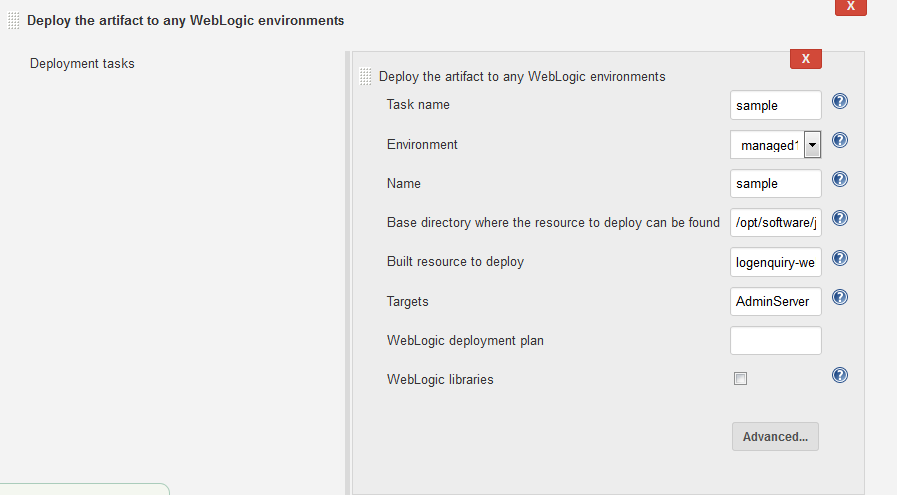 X
Deploy the artifact to any WebLogic environments
Deployment tasks
X
Deploy the artifact to any WebLogic environments
Task name sample ?
Environment managed1 ?
Name sample ?
Base directory where the resource to deploy can be found /opt/software/j ?
Built resource to deploy logenquiry-we ?
Targets AdminServer ?
WebLogic deployment plan
WebLogic libraries ?
Advanced...